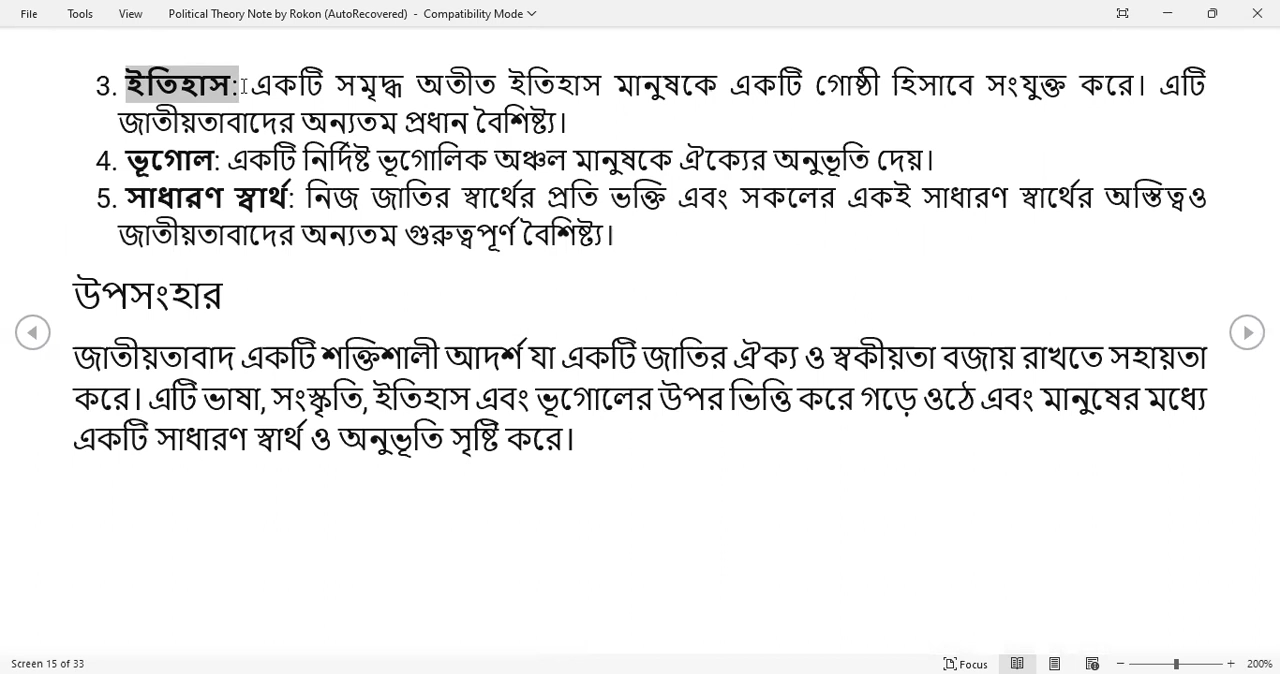 File Tools View Political Theory Note by Rokon (AutoRecovered) - Compatibility Mode
3. ইতিহাস: একটি সমৃদ্ধ অতীত ইতিহাস মানুষকে একটি গোষ্ঠী হিসাবে সংযুক্ত করে। এটি
জাতীয়তাবাদের অন্যতম প্রধান বৈশিষ্ট্য।
4. ভূগোল: একটি নির্দিষ্ট ভূগোলিক অঞ্চল মানুষকে ঐক্যের অনুভূতি দেয়।
5. সাধারণ স্বার্থ: নিজ জাতির স্বার্থের প্রতি ভক্তি এবং সকলের একই সাধারণ স্বার্থের অস্তিত্বও
জাতীয়তাবাদের অন্যতম গুরুত্বপূর্ণ বৈশিষ্ট্য।
উপসংহার
জাতীয়তাবাদ একটি শক্তিশালী আদর্শ যা একটি জাতির ঐক্য ও স্বকীয়তা বজায় রাখতে সহায়তা
করে। এটি ভাষা, সংস্কৃতি, ইতিহাস এবং ভূগোলের উপর ভিত্তি করে গড়ে ওঠে এবং মানুষের মধ্যে
একটি সাধারণ স্বার্থ ও অনুভূতি সৃষ্টি করে।
Screen 15 of 33 Focus 200%